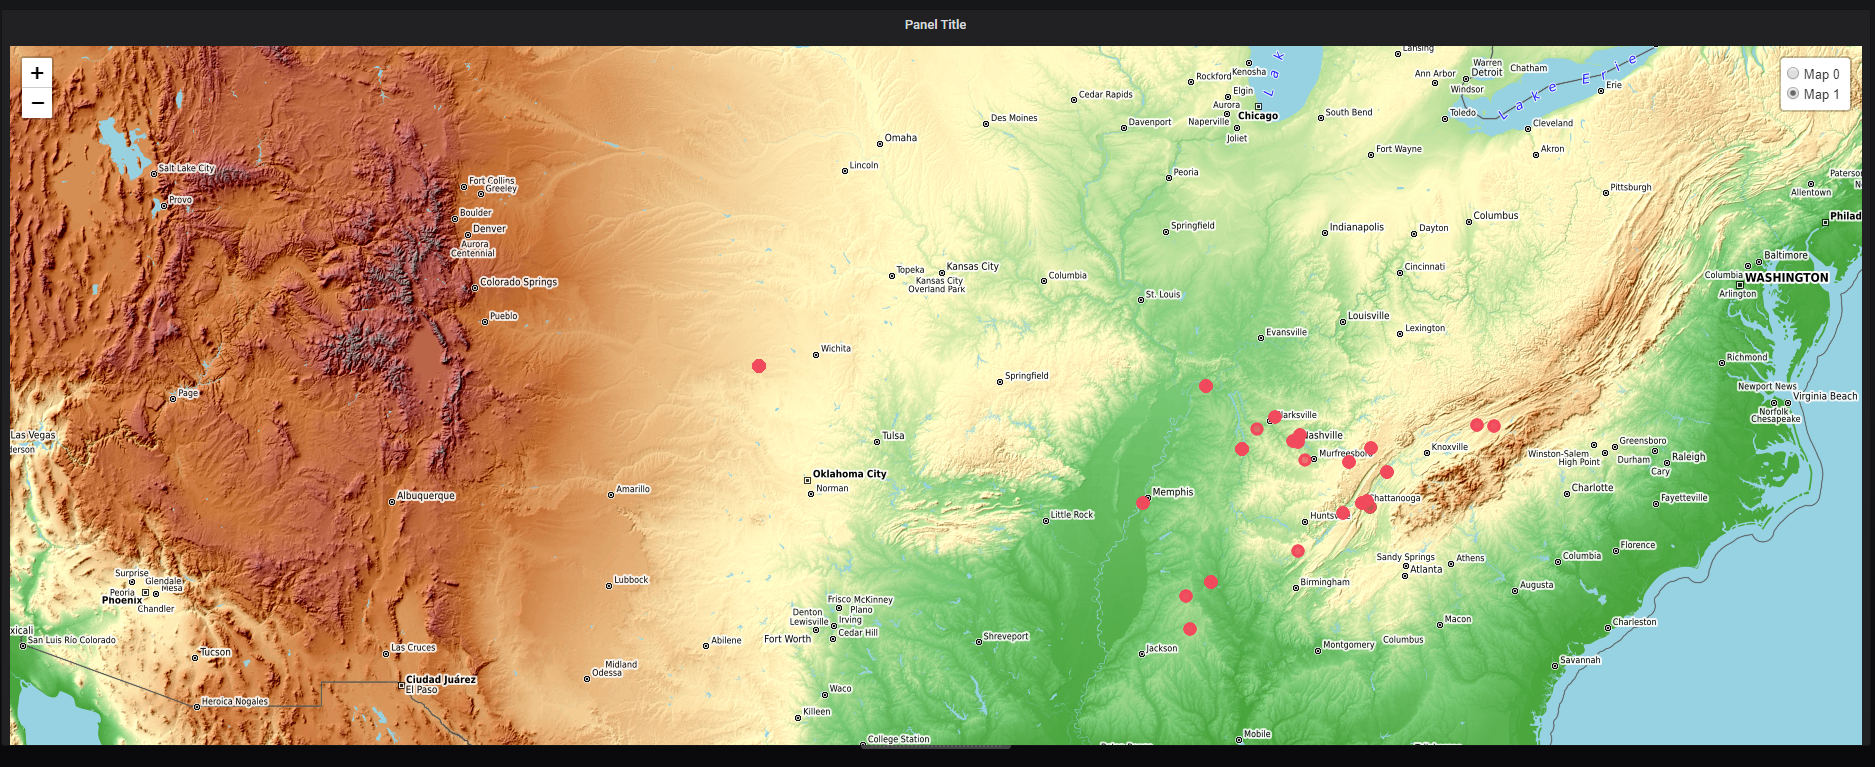 Panel Title
+
−
Map 0
Map 1
Lansing
Warren
Detroit
Chatham
Ann Arbor
Windsor
Lake Erie
Erie
Rockford
Kenosha
Lak
Elgin
Cedar Rapids
Aurora
Naperville
Chicago
Joliet
South Bend
Toledo
Cleveland
Des Moines
Davenport
Omaha
Fort Wayne
Akron
Lincoln
Salt Lake City
Provo
Fort Collins
Greeley
Peoria
Pittsburgh
Allentown
Paterson
Philad
Boulder
Denver
Aurora
Centennial
Springfield
Indianapolis
Dayton
Columbus
Baltimore
Columbia
WASHINGTON
Arlington
Topeka
Kansas City
Kansas City
Overland Park
Columbia
Cincinnati
Colorado Springs
St. Louis
Pueblo
Louisville
Evansville
Lexington
Wichita
Richmond
Springfield
Newport News
Virginia Beach
Norfolk
Chesapeake
Page
Las Vegas
derson
larksville
Nashville
Tulsa
Knoxville
Murfreesboro
Greensboro
Winston-Salem
High Point
Durham
Raleigh
Cary
Oklahoma City
Norman
Amarillo
Albuquerque
Memphis
Charlotte
Chattanooga
Fayetteville
Little Rock
Huntsv
Florence
Sandy Springs
Athens
Atlanta
Columbia
Surprise
Glendale
Peoria
Mesa
Phoenix
Chandler
Lubbock
Birmingham
Augusta
Frisco McKinney
Plano
Denton
Lewisville
Irving
Fort Worth
Cedar Hill
Macon
Charleston
xicali
San Luis Río Colorado
Abilene
Shreveport
Columbus
Montgomery
Jackson
Las Cruces
Tucson
Savannah
Midland
Odessa
Ciudad Juárez
El Paso
Waco
Heroica Nogales
Killeen
College Station
Mobile